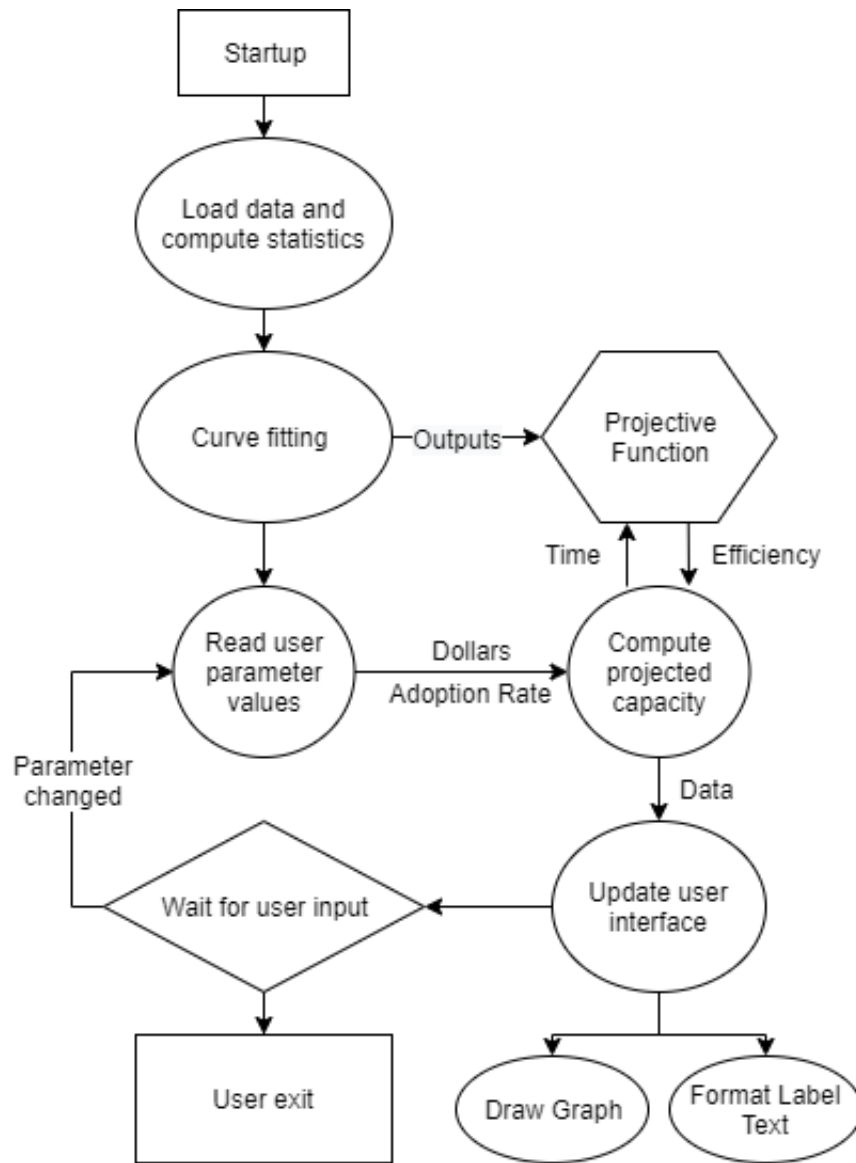 Startup
Load data and
compute statistics
Curve fitting
Outputs
Projective
Function
Time
Efficiency
Read user
parameter
values
Dollars
Adoption Rate
Compute
projected
capacity
Parameter
changed
Data
Wait for user input
Update user
interface
User exit
Draw Graph
Format Label
Text